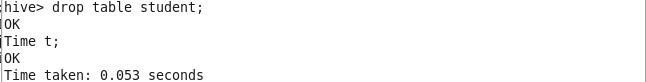 hive> drop table student;
OK
Time t;
OK
Time taken: 0.053 seconds